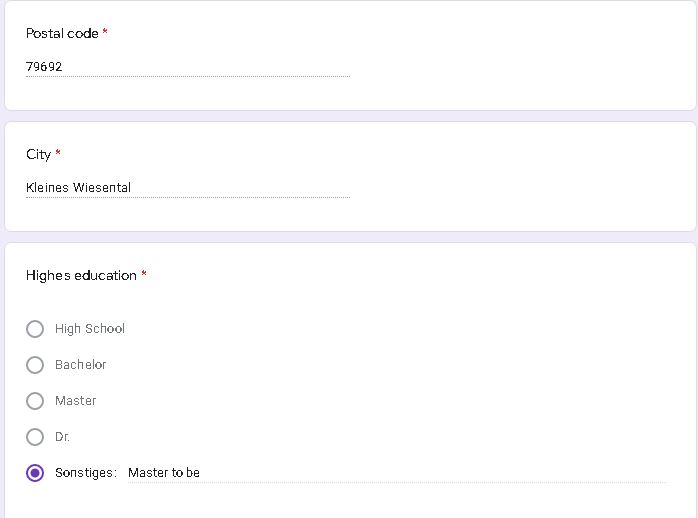 Postal code *
79692
City *
Kleines Wiesental
Highes education *
High School
Bachelor
Master
Dr.
Sonstiges: Master to be